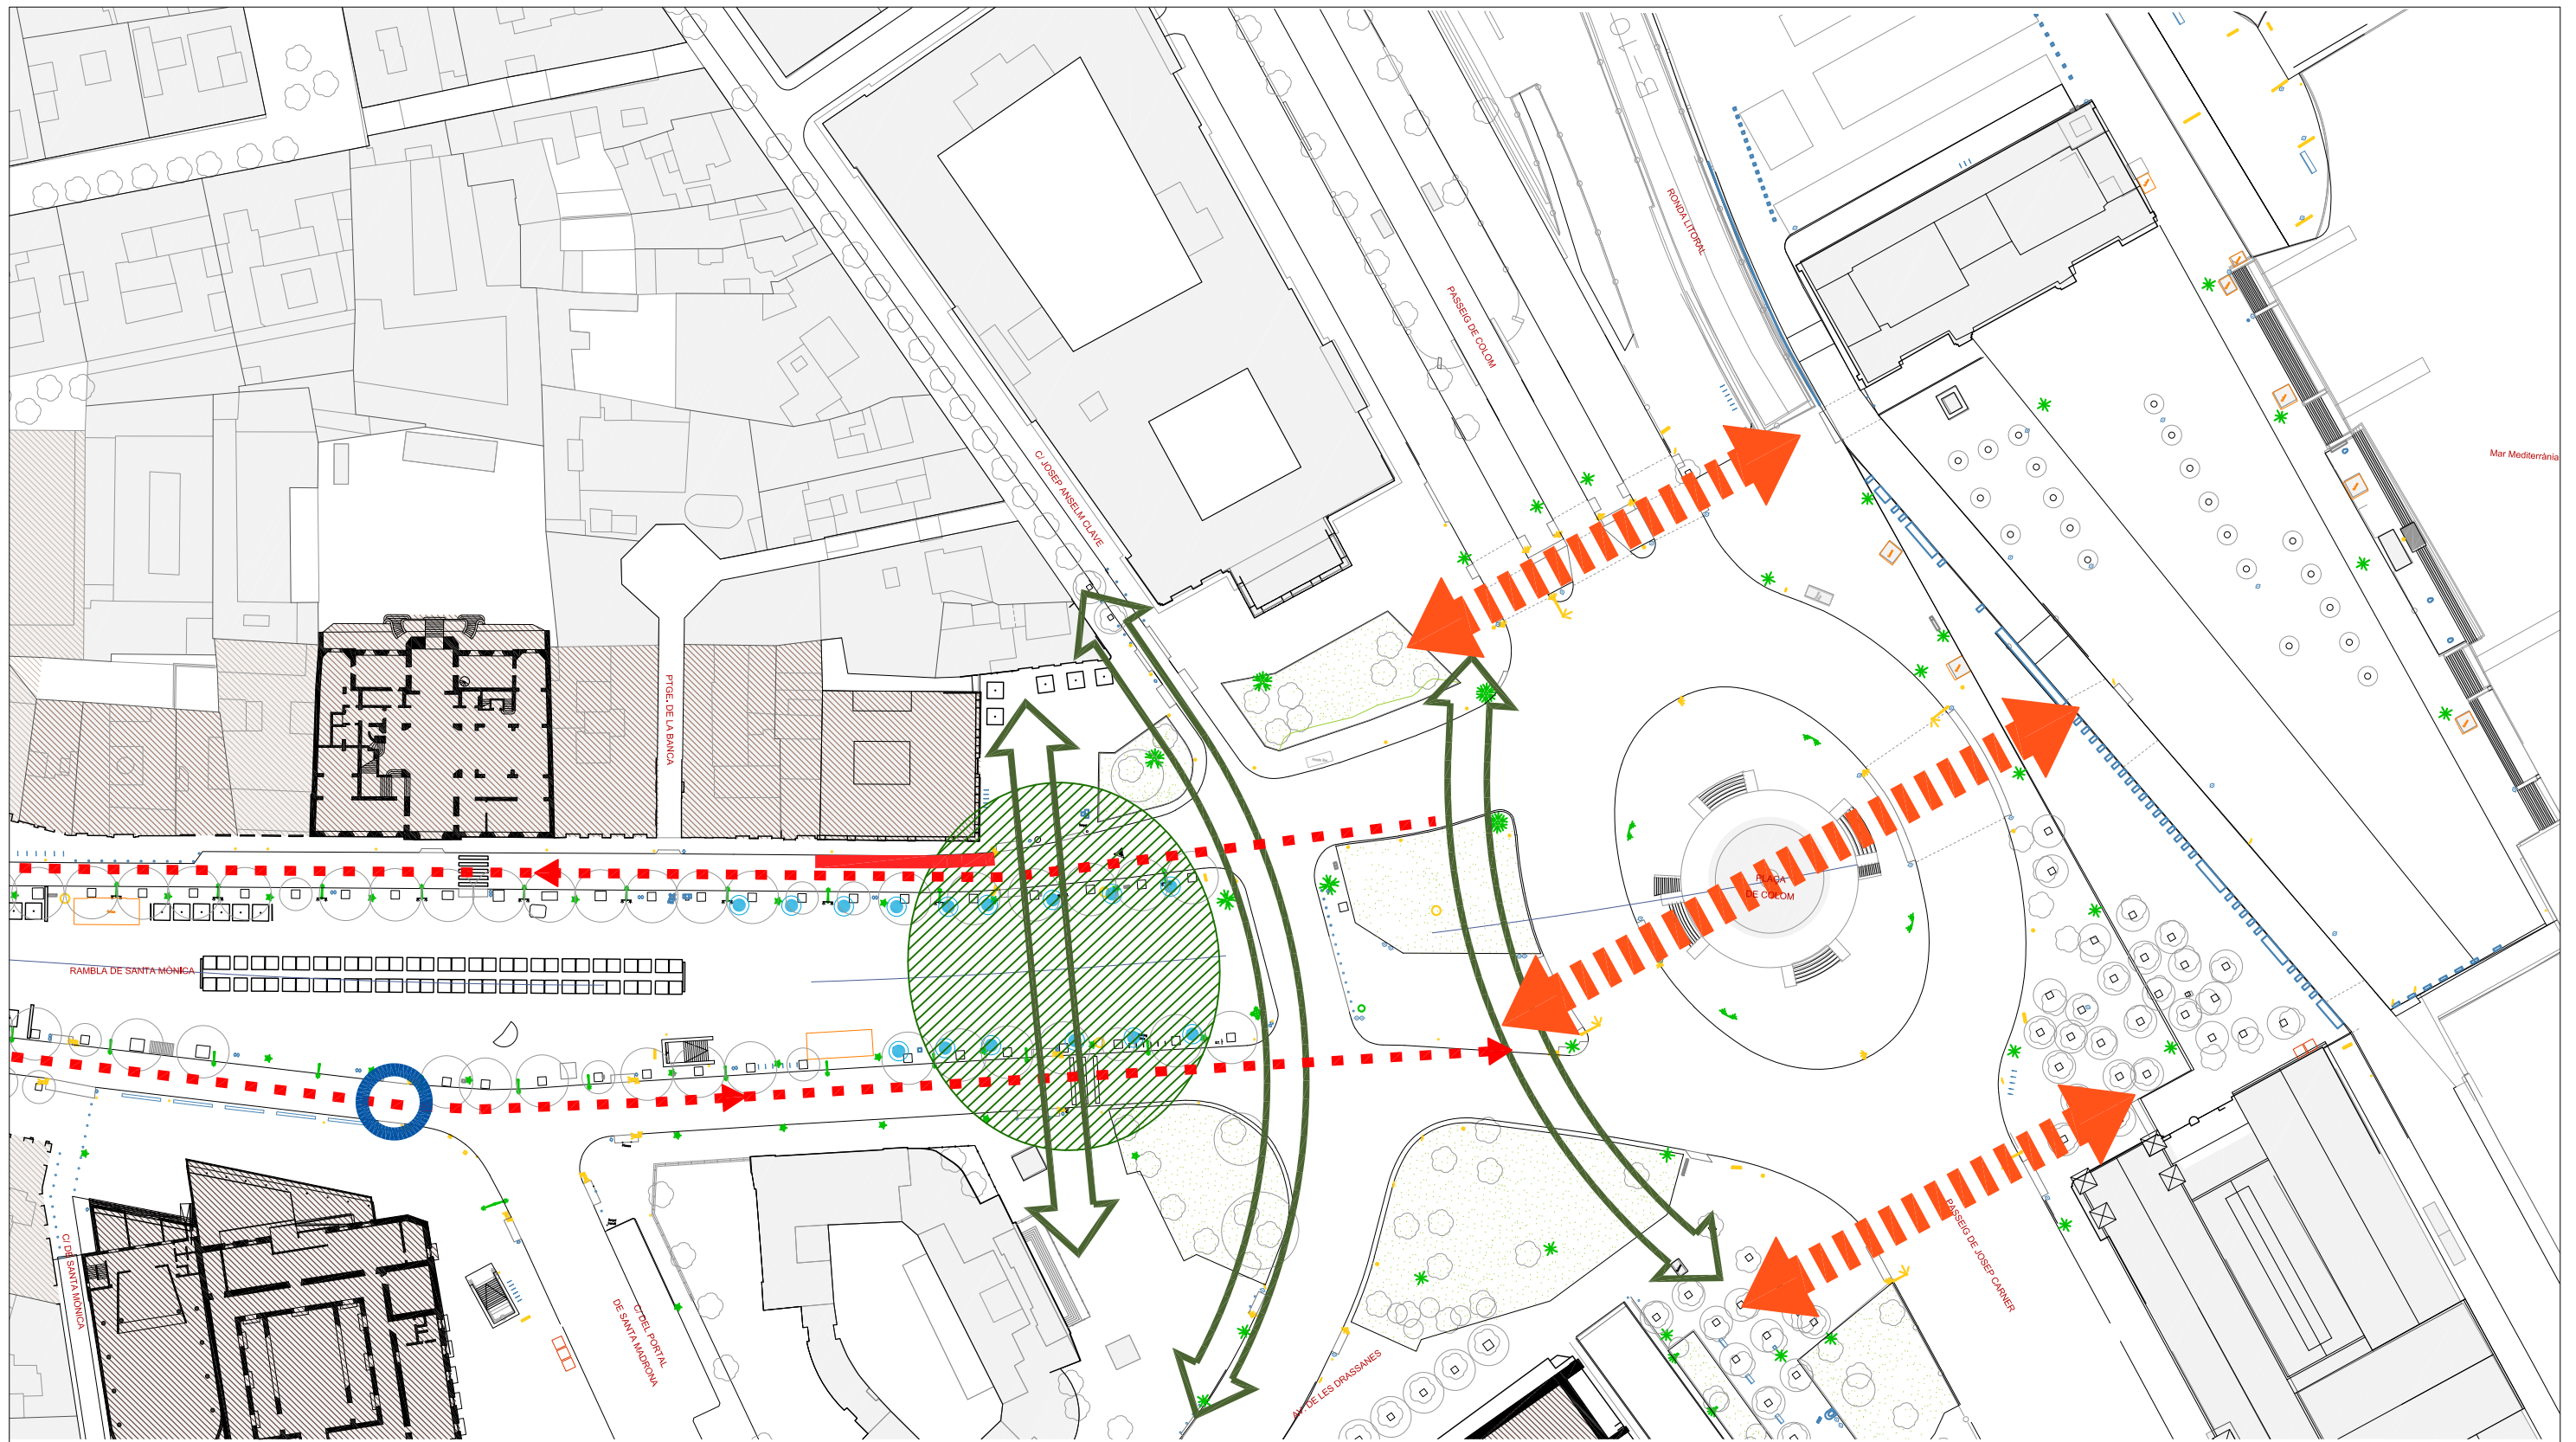 RONDA LITORAL
PASSEIG DE COLOM
Mar Mediterrània
C/ JOSEP ANSELM CLAVE
PTGE. DE LA BANCA
PLAÇA
DE COLOM
RAMBLA DE SANTA MÒNICA
C/ DE SANTA MÒNICA
C/ DEL PORTAL
DE SANTA MADRONA
AV. DE LES DRASSANES
PASSEIG DE JOSEP CARNER